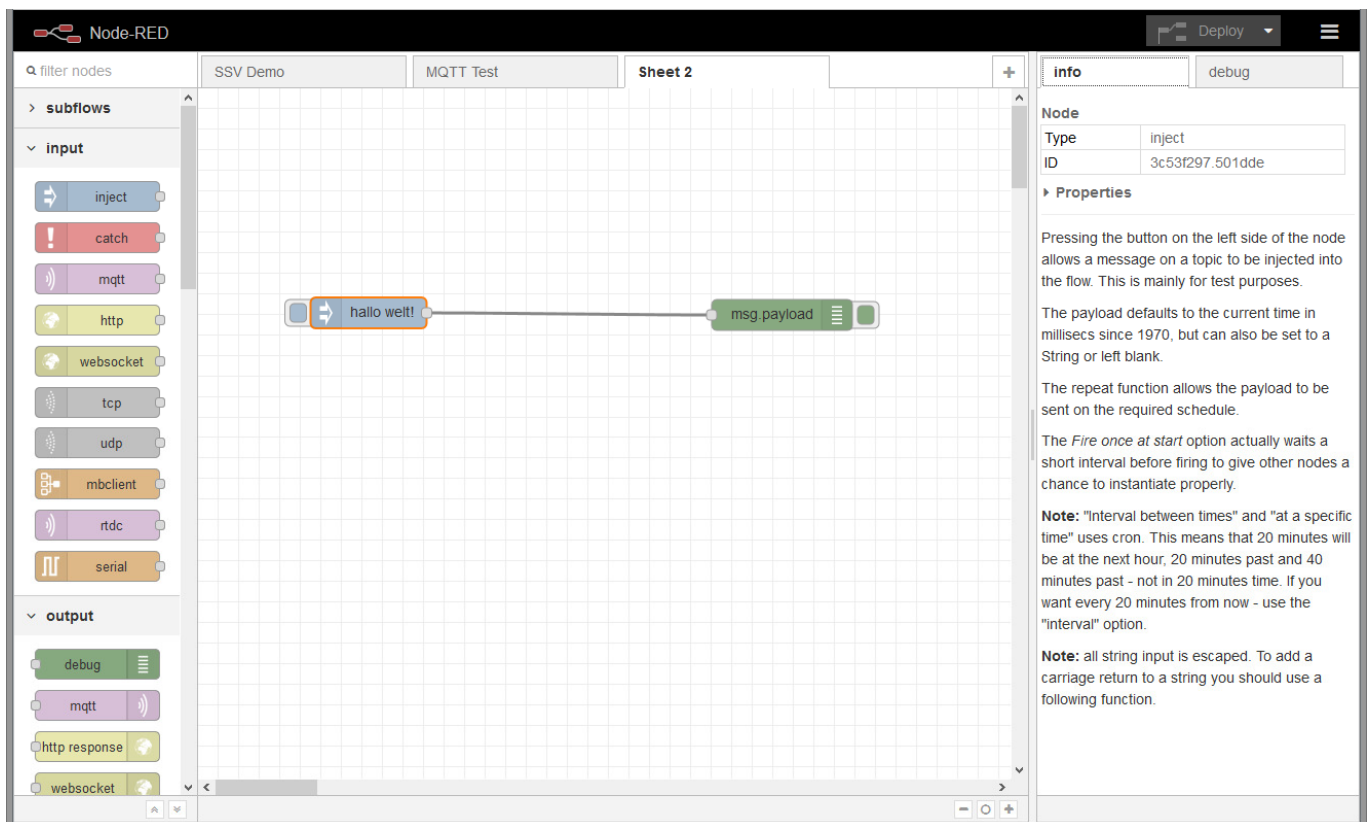 Node-RED
Deploy
filter nodes
SSV Demo
MQTT Test
Sheet 2
info
debug
subflows
input
inject
catch
mqtt
http
websocket
tcp
udp
mbclient
rtdc
serial
output
debug
mqtt
http response
websocket
hallo welt!
msg.payload
Node
Type inject
ID 3c53f297.501dde
Properties
Pressing the button on the left side of the node
allows a message on a topic to be injected into
the flow. This is mainly for test purposes.
The payload defaults to the current time in
millisecs since 1970, but can also be set to a
String or left blank.
The repeat function allows the payload to be
sent on the required schedule.
The Fire once at start option actually waits a
short interval before firing to give other nodes a
chance to instantiate properly.
Note: "Interval between times" and "at a specific
time" uses cron. This means that 20 minutes will
be at the next hour, 20 minutes past and 40
minutes past - not in 20 minutes time. If you
want every 20 minutes from now - use the
"interval" option.
Note: all string input is escaped. To add a
carriage return to a string you should use a
following function.